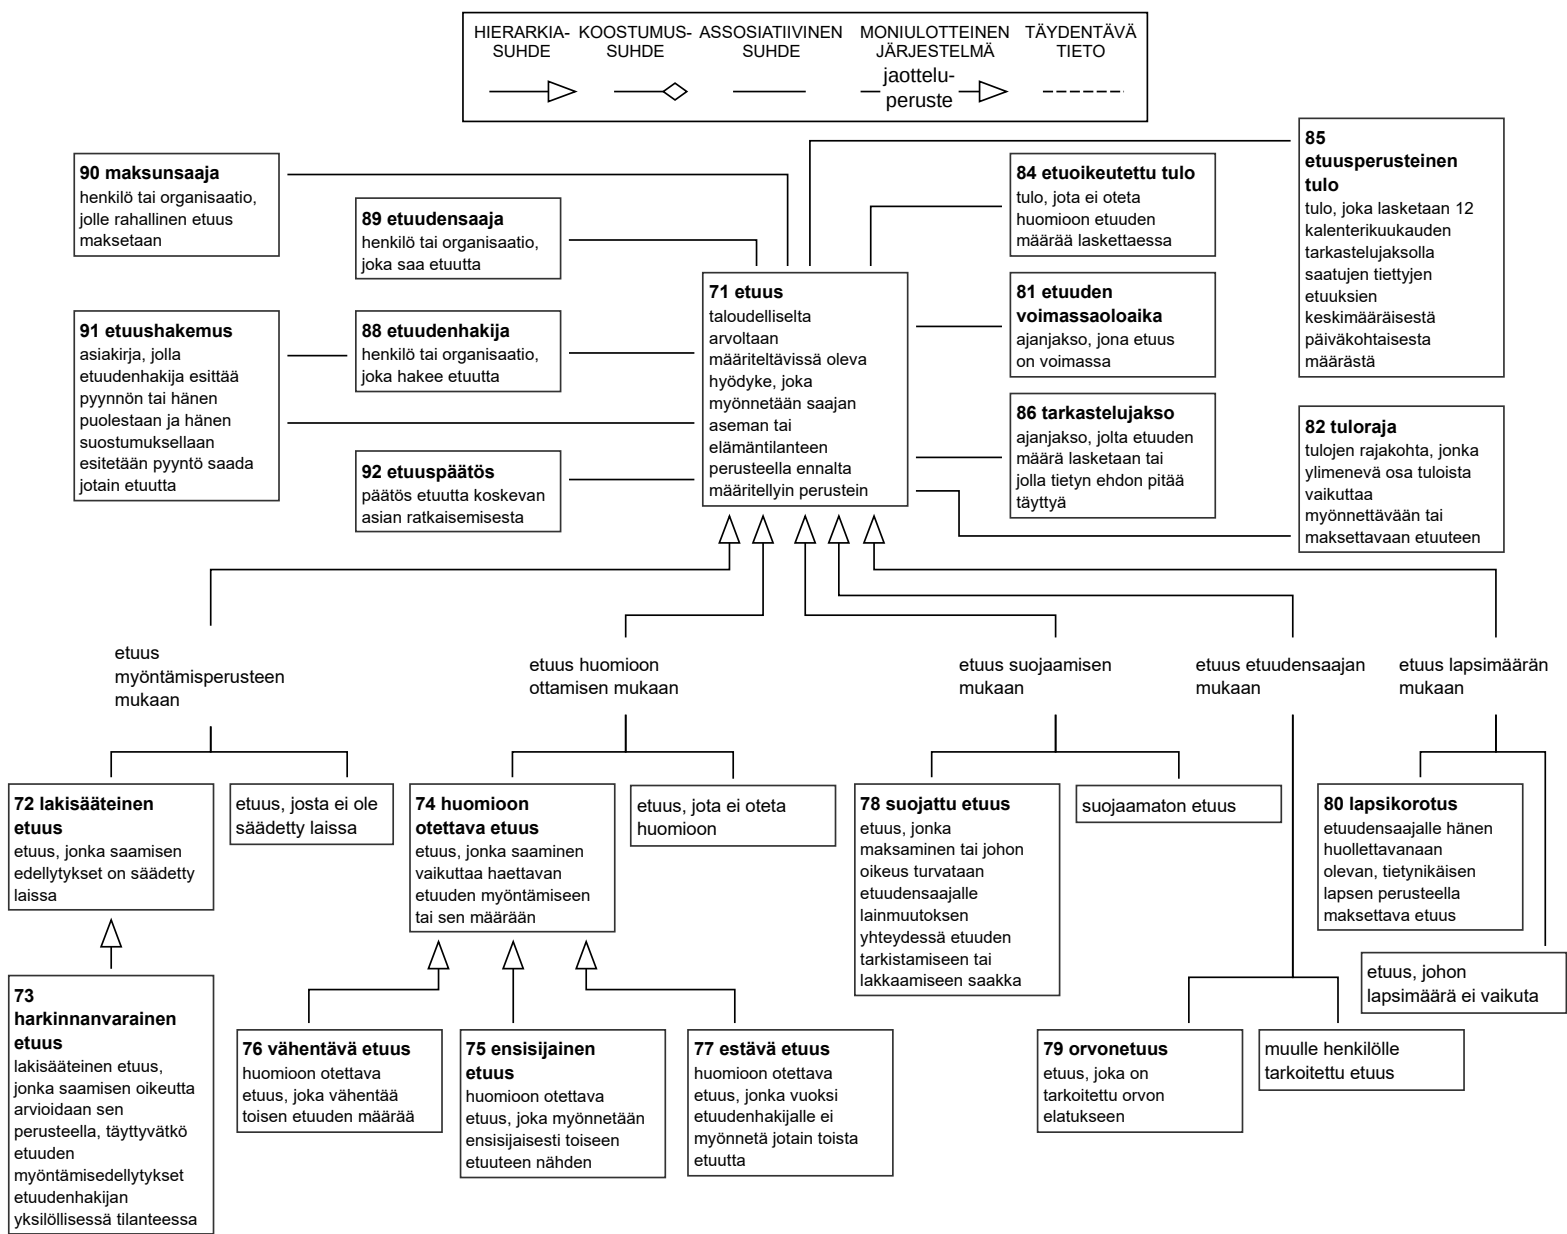 HIERARKIA-
SUHDE
KOOSTUMUS-
SUHDE
ASSOSIATIIVINEN
SUHDE
MONIULOTTEINEN
JÄRJESTELMÄ
jaottelu-
peruste
TÄYDENTÄVÄ
TIETO
90 maksunsaaja
henkilö tai organisaatio,
jolle rahallinen etuus
maksetaan
89 etuudensaaja
henkilö tai organisaatio,
joka saa etuutta
91 etuushakemus
asiakirja, jolla
etuudenhakija esittää
pyynnön tai hänen
puolestaan ja hänen
suostumuksellaan
esitetään pyyntö saada
jotain etuutta
88 etuudenhakija
henkilö tai organisaatio,
joka hakee etuutta
92 etuuspäätös
päätös etuutta koskevan
asian ratkaisemisesta
71 etuus
taloudelliselta
arvoltaan
määriteltävissä oleva
hyödyke, joka
myönnetään saajan
aseman tai
elämäntilanteen
perusteella ennalta
määritellyin perustein
84 etuoikeutettu tulo
tulo, jota ei oteta
huomioon etuuden
määrää laskettaessa
81 etuuden
voimassaoloaika
ajanjakso, jona etuus
on voimassa
86 tarkastelujakso
ajanjakso, jolta etuuden
määrä lasketaan tai
jolla tietyn ehdon pitää
täyttyä
85
etuusperusteinen
tulo
tulo, joka lasketaan 12
kalenterikuukauden
tarkastelujaksolla
saatujen tiettyjen
etuuksien
keskimääräisestä
päiväkohtaisesta
määrästä
82 tuloraja
tulojen rajakohta, jonka
ylimenevä osa tuloista
vaikuttaa
myönnettävään tai
maksettavaan etuuteen
etuus
myöntämisperusteen
mukaan
etuus huomioon
ottamisen mukaan
etuus suojaamisen
mukaan
etuus etuudensaajan
mukaan
etuus lapsimäärän
mukaan
72 lakisääteinen
etuus
etuus, jonka saamisen
edellytykset on säädetty
laissa
etuus, josta ei ole
säädetty laissa
74 huomioon
otettava etuus
etuus, jonka saaminen
vaikuttaa haettavan
etuuden myöntämiseen
tai sen määrään
etuus, jota ei oteta
huomioon
78 suojattu etuus
etuus, jonka
maksaminen tai johon
oikeus turvataan
etuudensaajalle
lainmuutoksen
yhteydessä etuuden
tarkistamiseen tai
lakkaamiseen saakka
suojaamaton etuus
80 lapsikorotus
etuudensaajalle hänen
huollettavanaan
olevan, tietynikäisen
lapsen perusteella
maksettava etuus
etuus, johon
lapsimäärä ei vaikuta
73
harkinnanvarainen
etuus
lakisääteinen etuus,
jonka saamisen oikeutta
arvioidaan sen
perusteella, täyttyvätkö
etuuden
myöntämisedellytykset
etuudenhakijan
yksilöllisessä tilanteessa
76 vähentävä etuus
huomioon otettava
etuus, joka vähentää
toisen etuuden määrää
75 ensisijainen
etuus
huomioon otettava
etuus, joka myönnetään
ensisijaisesti toiseen
etuuteen nähden
77 estävä etuus
huomioon otettava
etuus, jonka vuoksi
etuudenhakijalle ei
myönnetä jotain toista
etuutta
79 orvonetuus
etuus, joka on
tarkoitettu orvon
elatukseen
muulle henkilölle
tarkoitettu etuus